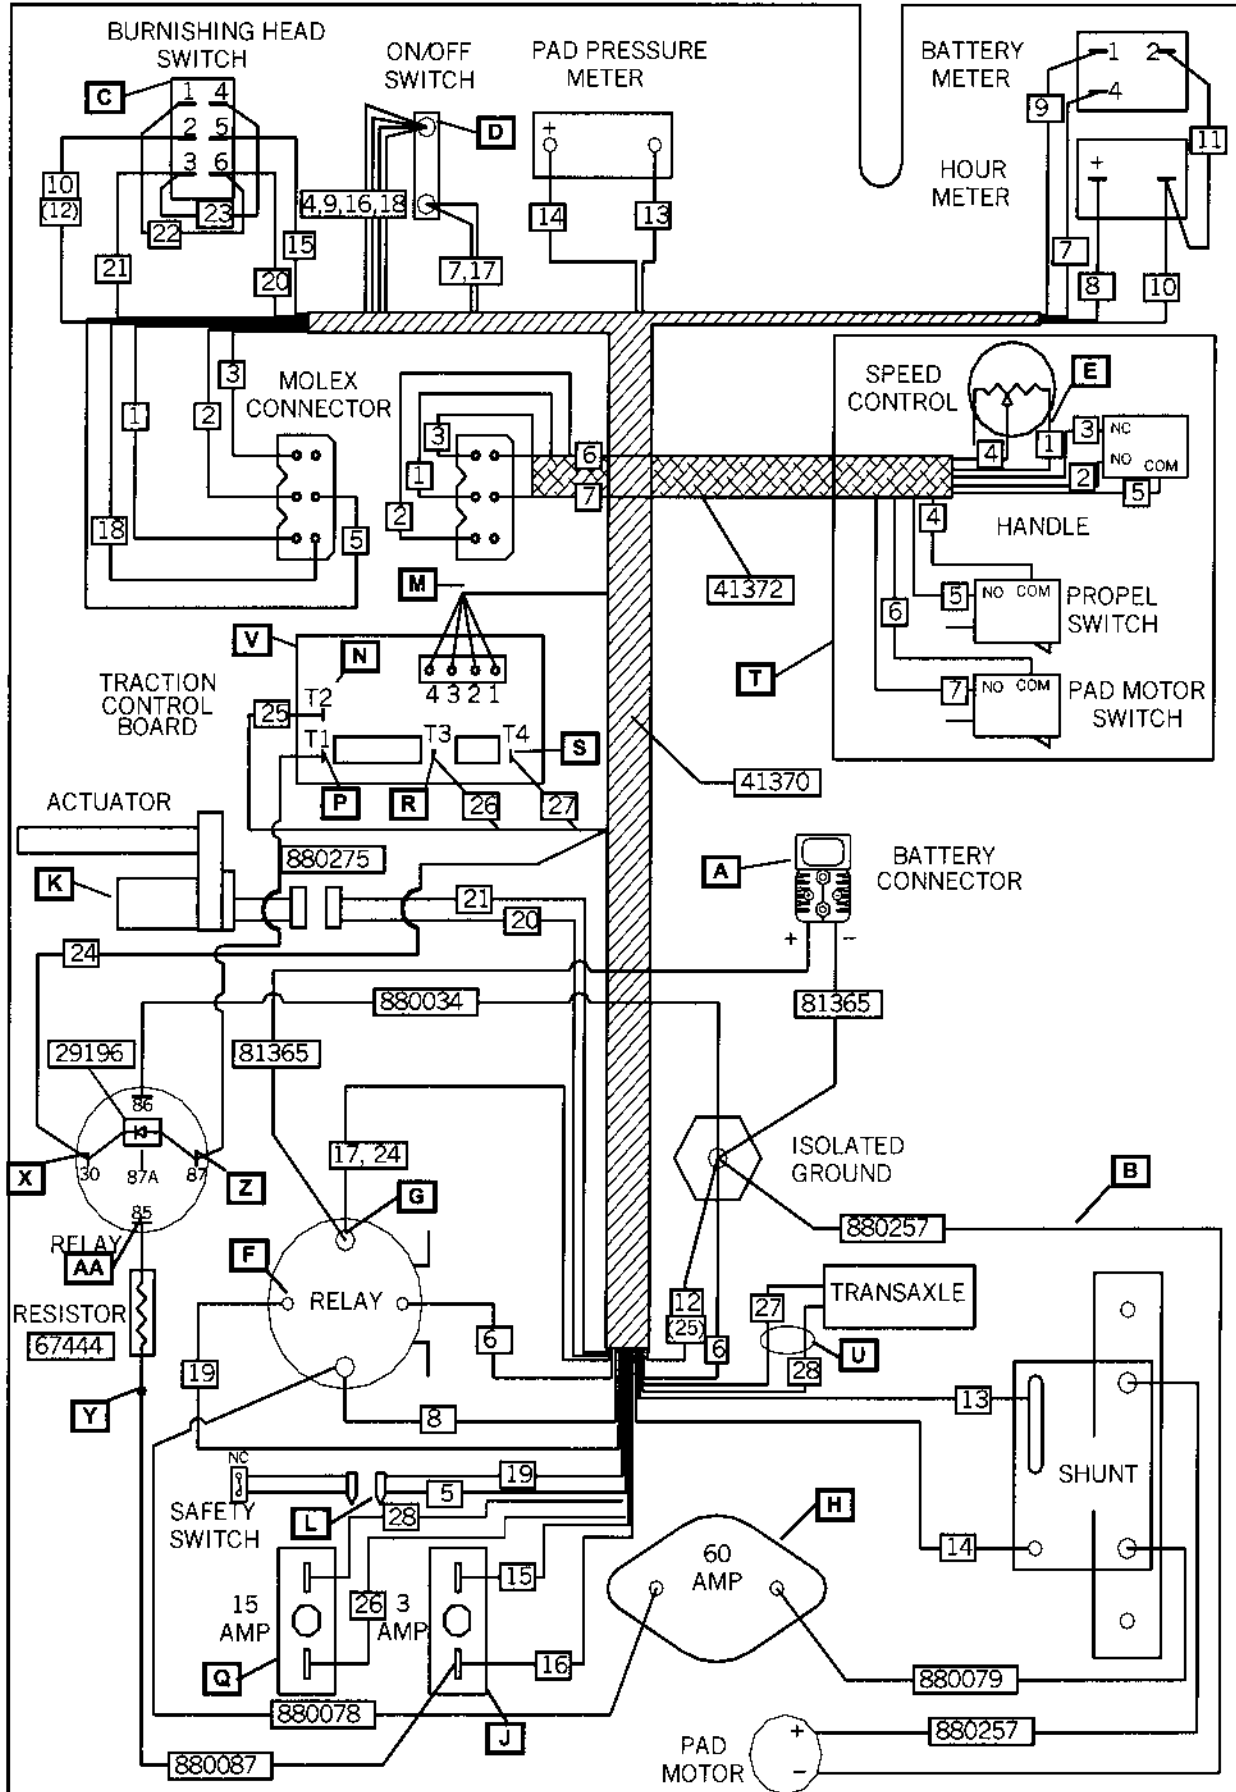 BURNISHING HEAD
SWITCH
ON/OFF
SWITCH
PAD PRESSURE
METER
BATTERY
METER
HOUR
METER
C
1 4
2 5
3 6
D
+
1 2
4
+
9
11
10
(12)
4,9,16,18
14
13
23
22
15
21
20
7,17
7
8
10
3
MOLEX
CONNECTOR
1
2
18
5
3
1
2
6
7
SPEED
CONTROL
E
4
1
3
2
5
NC
NO
COM
HANDLE
4
5
NO COM
PROPEL
SWITCH
6
7
NO COM
PAD MOTOR
SWITCH
T
41372
41370
M
V
N
4 3 2 1
TRACTION
CONTROL
BOARD
25
T2
T1
T3
T4
S
P
R
26
27
ACTUATOR
880275
K
21
20
24
A
BATTERY
CONNECTOR
+ −
81365
880034
29196
81365
86
30
87A
87
85
X
Z
17, 24
G
ISOLATED
GROUND
B
880257
RELAY
AA
F
RELAY
RESISTOR
67444
19
6
12
(25)
6
27
TRANSAXLE
U
28
13
Y
8
NC
19
5
SAFETY
SWITCH
L
28
SHUNT
H
14
60
AMP
15
AMP
26
3
AMP
15
16
Q
880079
880078
J
880257
880087
PAD
MOTOR
+
−